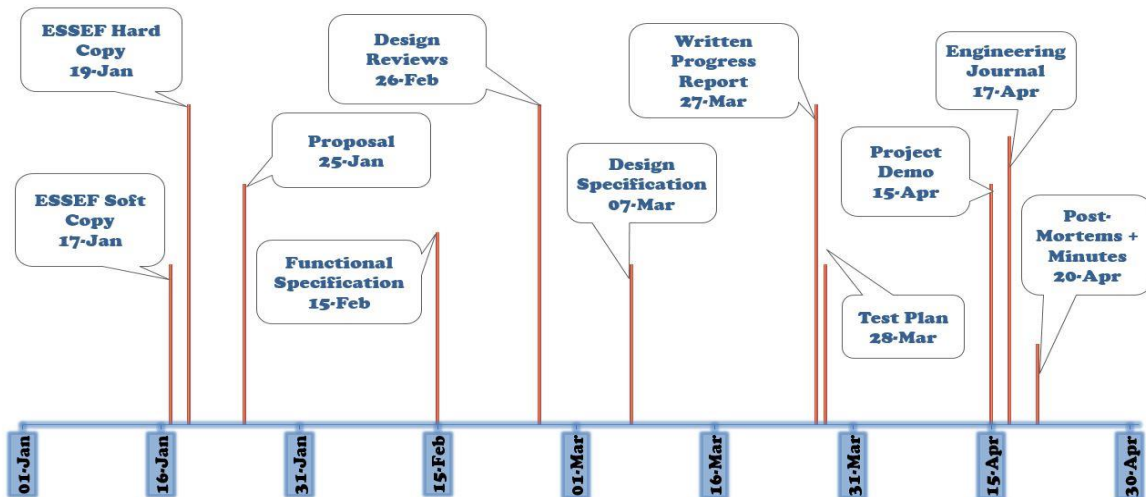 ESSEF Hard
Copy
19-Jan
Design
Reviews
26-Feb
Written
Progress
Report
27-Mar
Engineering
Journal
17-Apr
Proposal
25-Jan
Design
Specification
07-Mar
Project
Demo
15-Apr
ESSEF Soft
Copy
17-Jan
Functional
Specification
15-Feb
Post-
Mortems +
Minutes
20-Apr
Test Plan
28-Mar
01-Jan
16-Jan
31-Jan
15-Feb
01-Mar
16-Mar
31-Mar
15-Apr
30-Apr